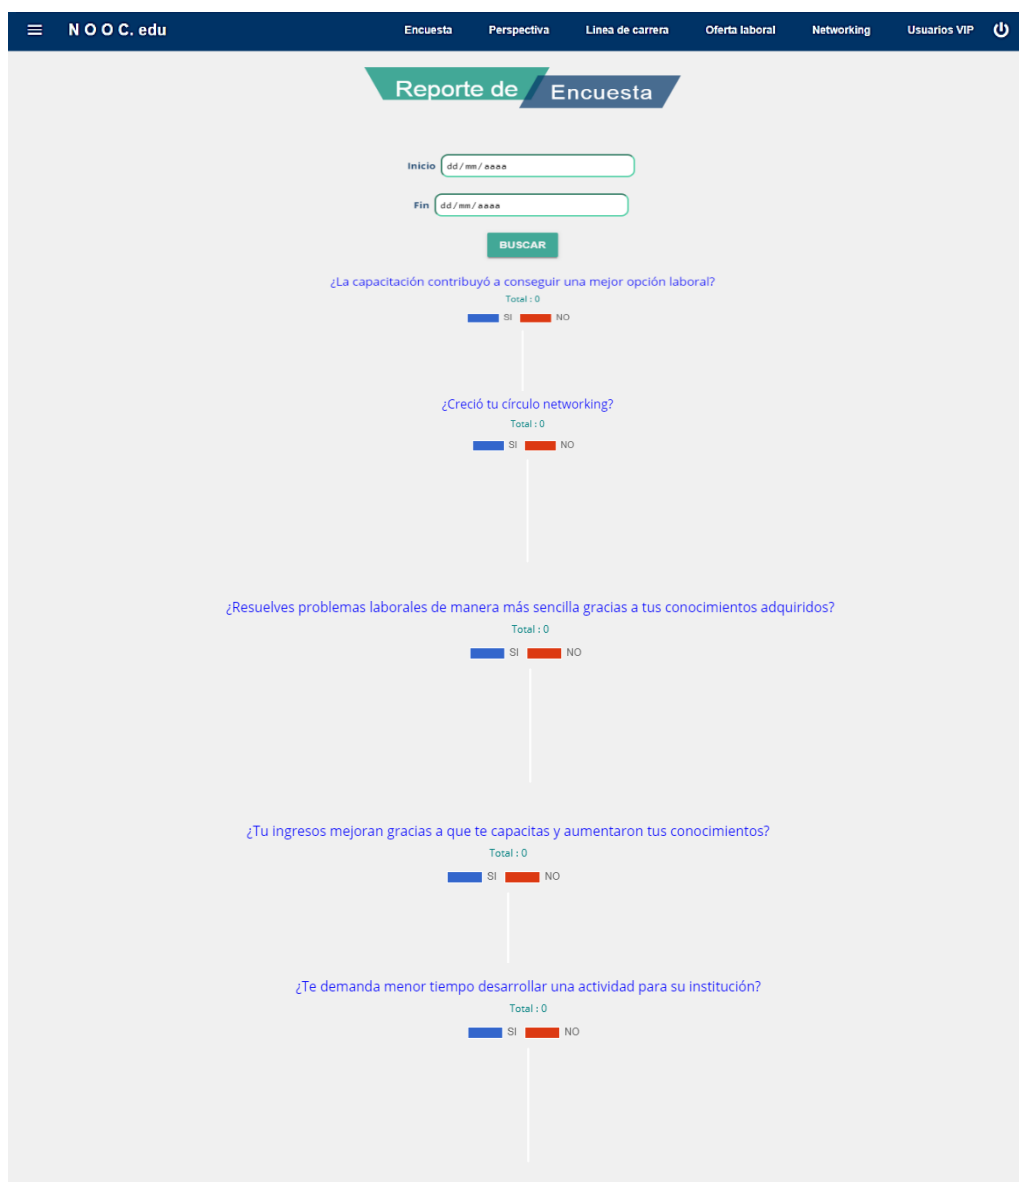 N O O C. edu Encuesta Perspectiva Linea de carrera Oferta laboral Networking Usuarios VIP
Reporte de Encuesta
Inicio dd/mm/aaaa
Fin dd/mm/aaaa
BUSCAR
¿La capacitación contribuyó a conseguir una mejor opción laboral?
Total : 0
SI NO
¿Creció tu círculo networking?
Total : 0
SI NO
¿Resuelves problemas laborales de manera más sencilla gracias a tus conocimientos adquiridos?
Total : 0
SI NO
¿Tu ingresos mejoran gracias a que te capacitas y aumentaron tus conocimientos?
Total : 0
SI NO
¿Te demanda menor tiempo desarrollar una actividad para su institución?
Total : 0
SI NO